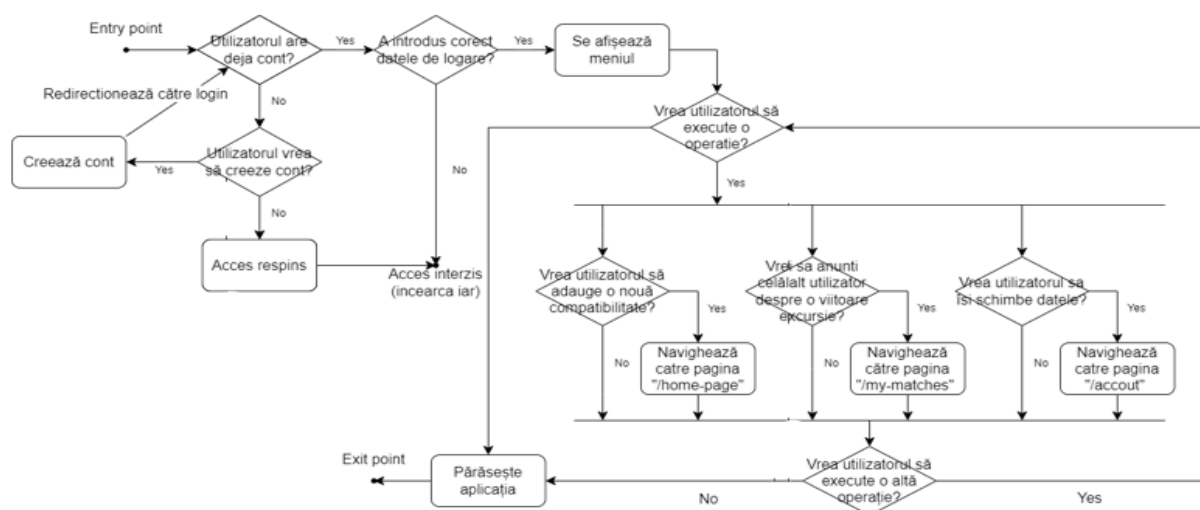 Entry point
Utilizatorul are
deja cont?
Yes
A introdus corect
datele de logare?
Yes
Se afișează
meniul
Redirectionează către login
No
Vrea utilizatorul să
execute o
operatie?
Creează cont
Yes
Utilizatorul vrea
să creeze cont?
No
Yes
No
Acces respins
Acces interzis
(incearca iar)
Vrea utilizatorul să
adauge o nouă
compatibilitate?
Yes
Vrei sa anunti
celălalt utilizator
despre o viitoare
excursie?
Yes
Vrea utilizatorul sa
isi schimbe datele?
Yes
No
Navighează
catre pagina
"/home-page"
No
Navighează
către pagina
"/my-matches"
No
Navighează
catre pagina
"/accout"
Exit point
Părăsește
aplicația
No
Vrea utilizatorul să
execute o altă
operație?
Yes